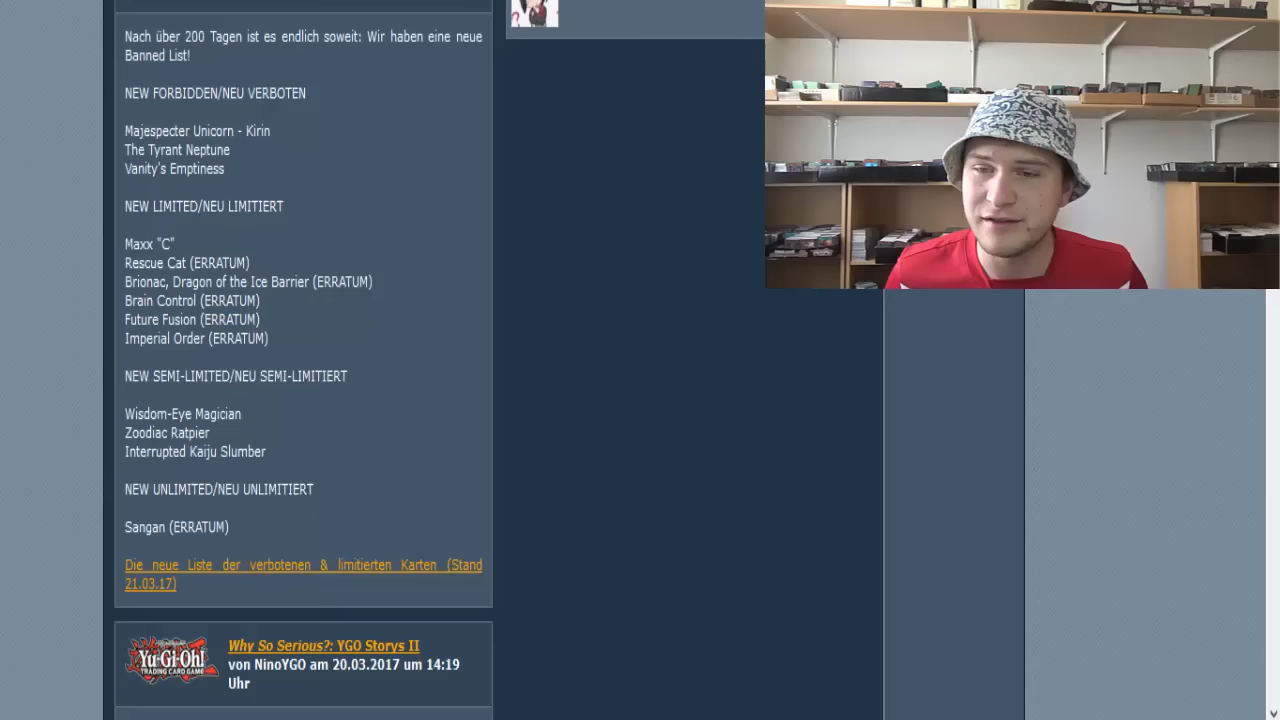 Nach über 200 Tagen ist es endlich soweit: Wir haben eine neue
Banned List!
NEW FORBIDDEN/NEU VERBOTEN
Majespecter Unicorn - Kirin
The Tyrant Neptune
Vanity's Emptiness
NEW LIMITED/NEU LIMITIERT
Maxx "C"
Rescue Cat (ERRATUM)
Brionac, Dragon of the Ice Barrier (ERRATUM)
Brain Control (ERRATUM)
Future Fusion (ERRATUM)
Imperial Order (ERRATUM)
NEW SEMI-LIMITED/NEU SEMI-LIMITIERT
Wisdom-Eye Magician
Zoodiac Ratpier
Interrupted Kaiju Slumber
NEW UNLIMITED/NEU UNLIMITIERT
Sangan (ERRATUM)
Die neue Liste der verbotenen & limitierten Karten (Stand
21.03.17)
Yu-Gi-Oh!
TRADING CARD GAME
Why So Serious?: YGO Storys II
von NinoYGO am 20.03.2017 um 14:19
Uhr